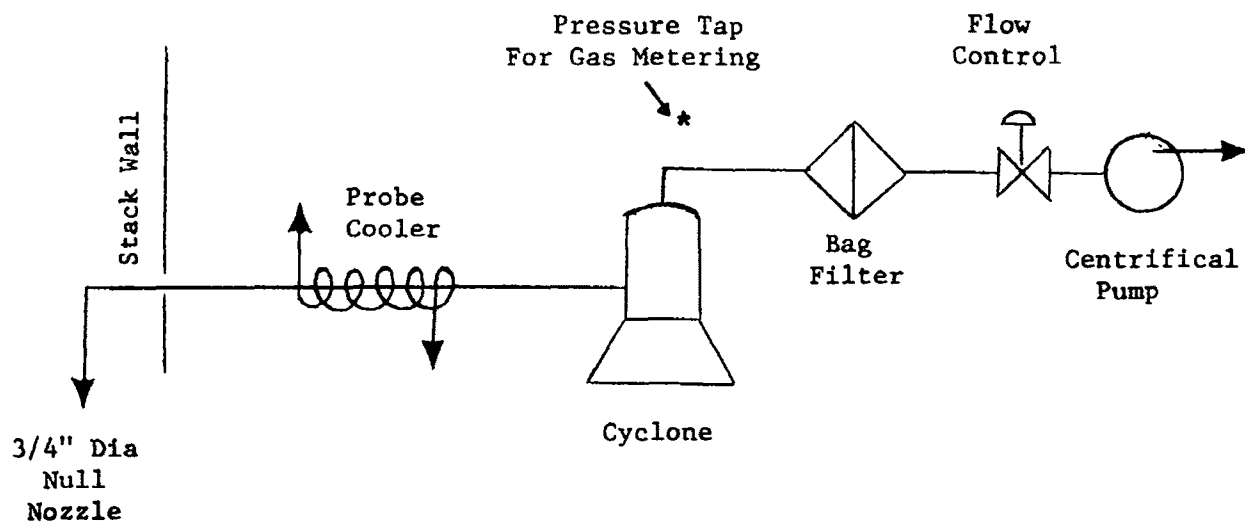 Pressure Tap
For Gas Metering
*
Flow
Control
Stack Wall
Probe
Cooler
Bag
Filter
Centrifical
Pump
Cyclone
3/4" Dia
Null
Nozzle